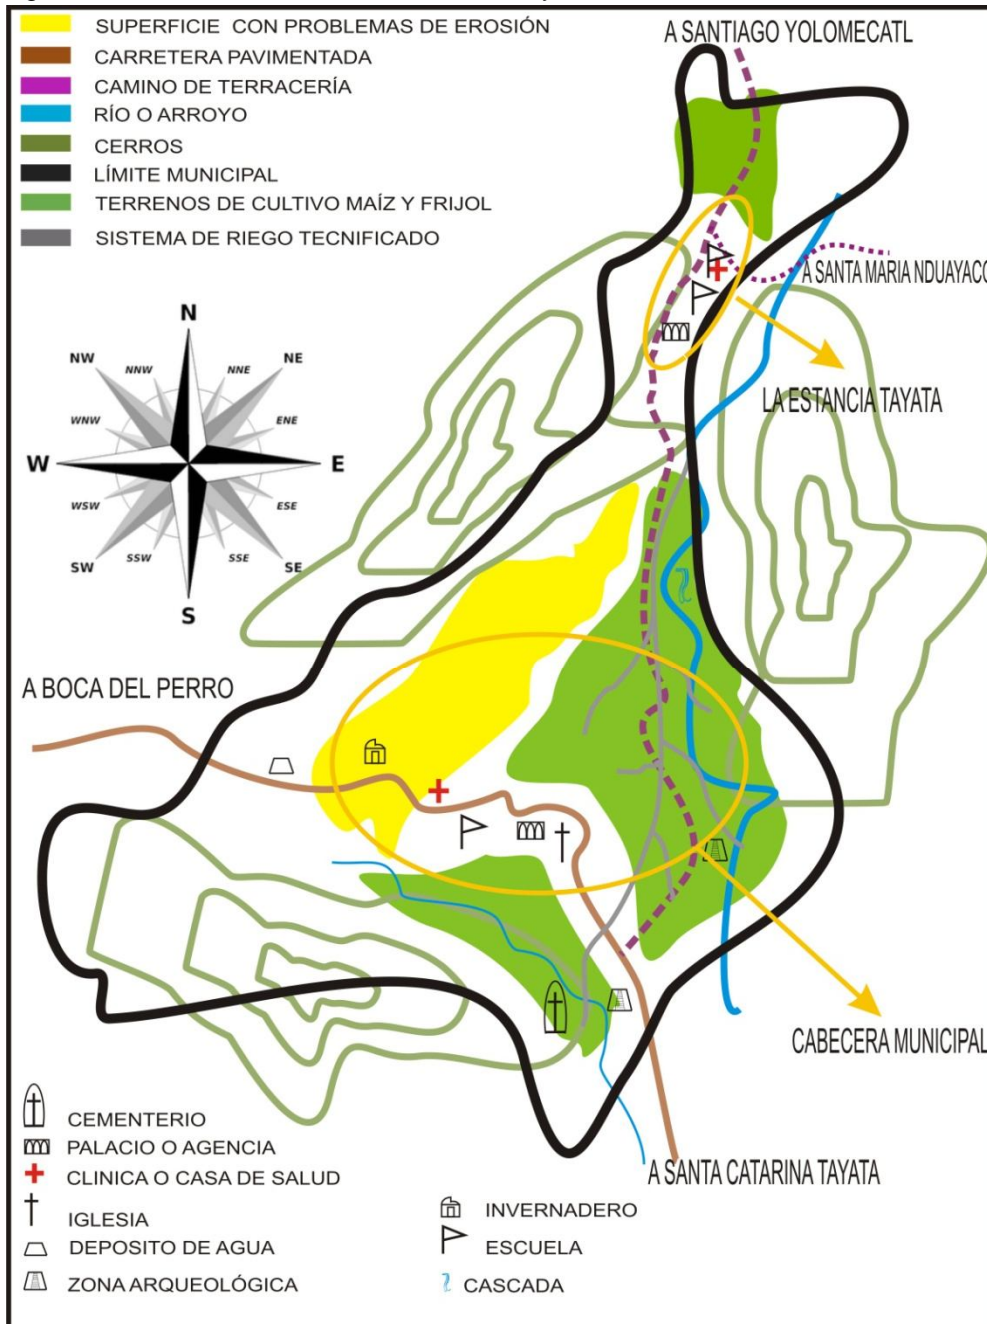 SUPERFICIE CON PROBLEMAS DE EROSIÓN
CARRETERA PAVIMENTADA
CAMINO DE TERRACERÍA
RÍO O ARROYO
CERROS
LÍMITE MUNICIPAL
TERRENOS DE CULTIVO MAÍZ Y FRIJOL
SISTEMA DE RIEGO TECNIFICADO
A SANTIAGO YOLOMECATL
A SANTA MARIA NDUAYACO
LA ESTANCIA TAYATA
N
NNW
NNE
NW
NE
WNW
ENE
W
E
WSW
ESE
SW
SE
SSW
SSE
S
A BOCA DEL PERRO
CABECERA MUNICIPAL
A SANTA CATARINA TAYATA
CEMENTERIO
PALACIO O AGENCIA
CLINICA O CASA DE SALUD
IGLESIA
DEPOSITO DE AGUA
ZONA ARQUEOLÓGICA
INVERNADERO
ESCUELA
CASCADA